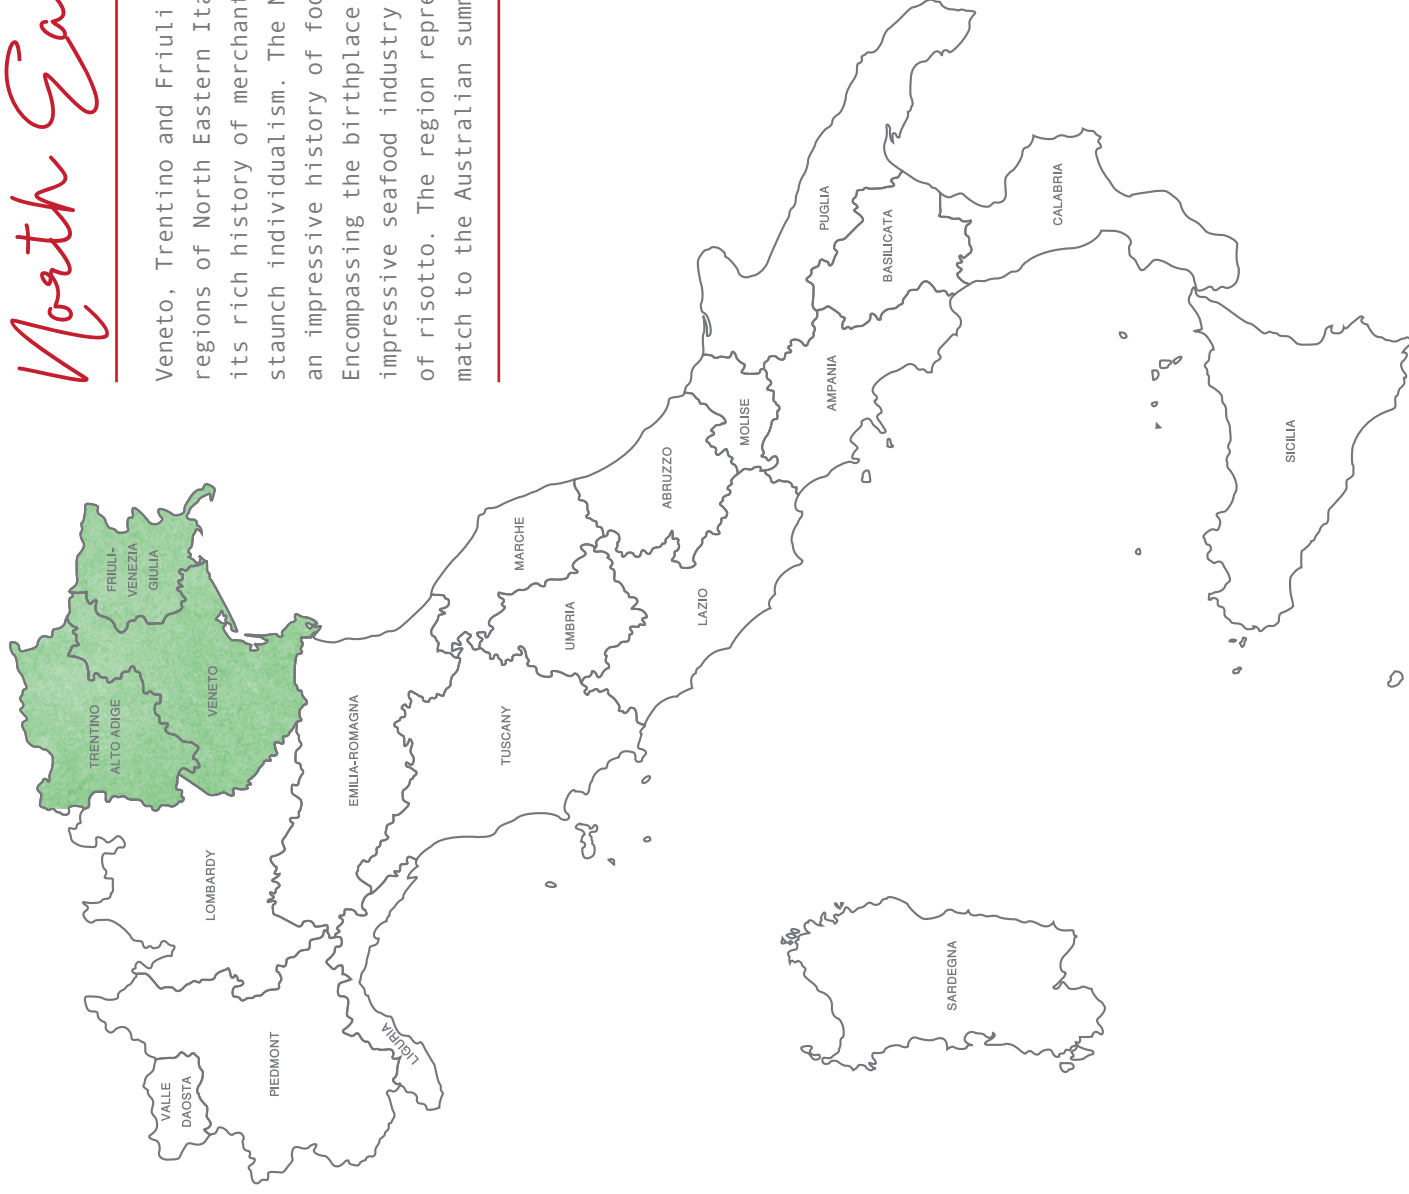 North Ea
Veneto, Trentino and Friuli
regions of North Eastern Ita
its rich history of merchant
staunch individualism. The N
an impressive history of foo
Encompassing the birthplace
impressive seafood industry
of risotto. The region repre
match to the Australian summ
FRIULI-
VENEZIA
GIULIA
TRENTINO
ALTO ADIGE
VENETO
LOMBARDY
VALLE
DAOSTA
PIEDMONT
LIGURIA
EMILIA-ROMAGNA
TUSCANY
MARCHE
UMBRIA
LAZIO
ABRUZZO
MOLISE
AMPANIA
PUGLIA
BASILICATA
CALABRIA
SICILIA
SARDEGNA